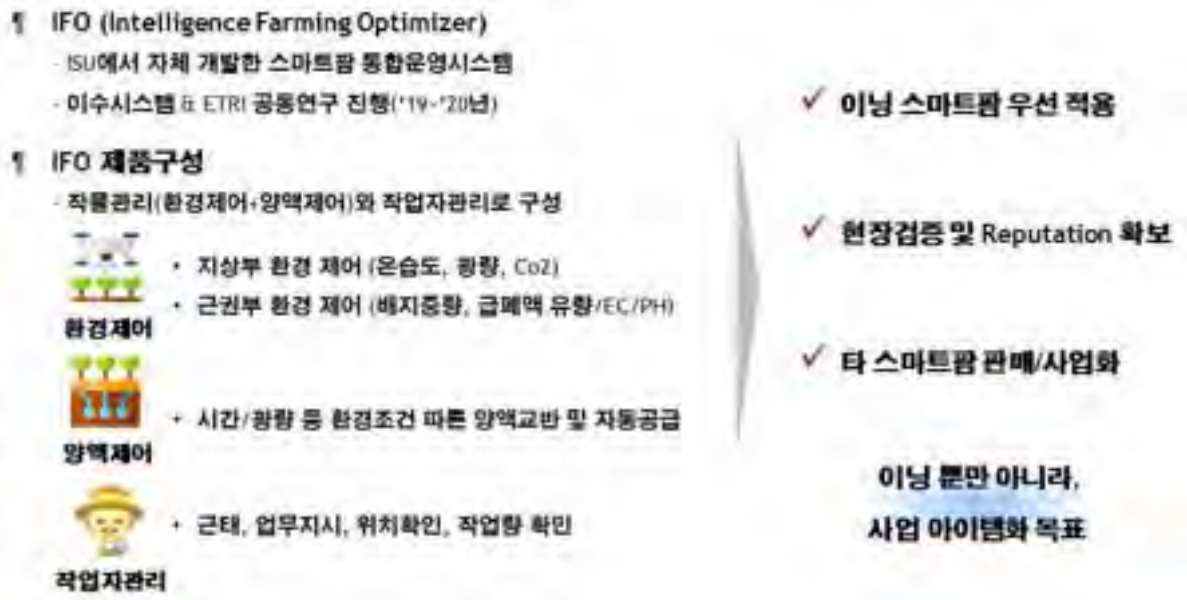 ¶ IFO (Intelligence Farming Optimizer)
- ISU에서 자체 개발한 스마트팜 통합운영시스템
- 이수시스템 & ETRI 공동연구 진행('19~'20년)
¶ IFO 제품구성
- 작물관리(환경제어+양액제어)와 작업자관리로 구성
• 지상부 환경 제어 (온습도, 광량, Co2)
• 근권부 환경 제어 (배지중량, 급폐액 유량/EC/PH)
환경제어
• 시간/광량 등 환경조건 따른 양액교반 및 자동공급
양액제어
• 근태, 업무지시, 위치확인, 작업량 확인
작업자관리
✓ 이닝 스마트팜 우선 적용
✓ 현장검증 및 Reputation 확보
✓ 타 스마트팜 판매/사업화
이닝 뿐만 아니라,
사업 아이템화 목표